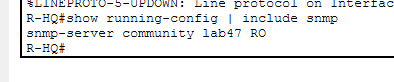 %LINEPROTO-5-UPDOWN: Line protocol on Interfac
R-HQ#show running-config | include snmp
snmp-server community lab47 RO
R-HQ#